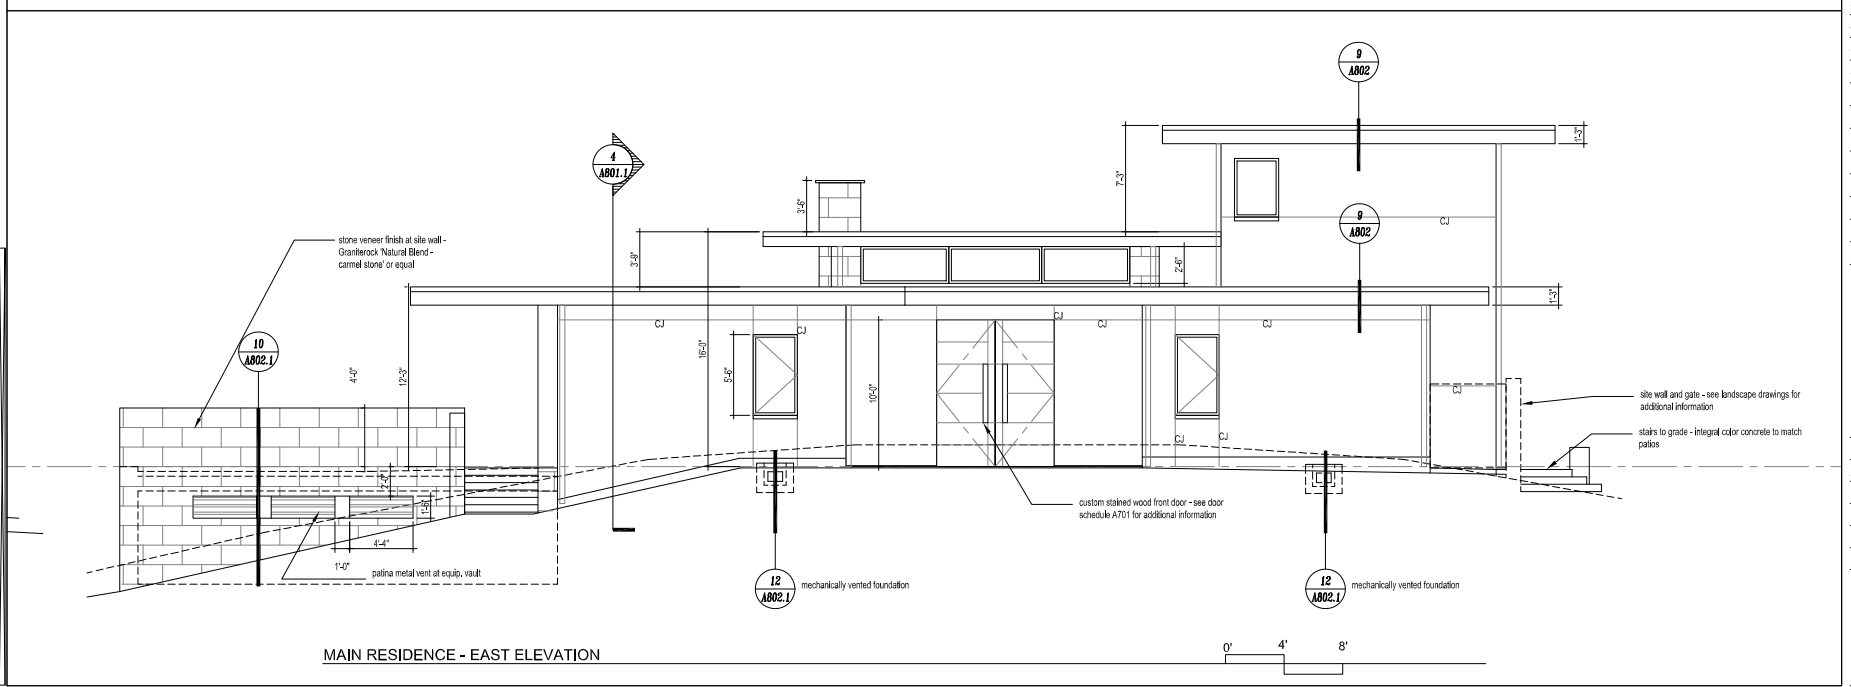 9
A802
4
A801.1
7'-3"
1'-3"
3'-6"
9
A802
CJ
stone veneer finish at site wall -
Graniterock 'Natural Blend -
carmel stone' or equal
3'-9"
2'-6"
1'-3"
10
A802.1
4'-0"
12'-3"
16'-0"
5'-6"
10'-0"
CJ
CJ
CJ
CJ
CJ
CJ
CJ
CJ
site wall and gate - see landscape drawings for
additional information
stairs to grade - integral color concrete to match
patios
2'-0"
1'-6"
4'-4"
1'-0"
patina metal vent at equip. vault
custom stained wood front door - see door
schedule A701 for additional information
12
A802.1
mechanically vented foundation
12
A802.1
mechanically vented foundation
MAIN RESIDENCE - EAST ELEVATION
0' 4' 8'